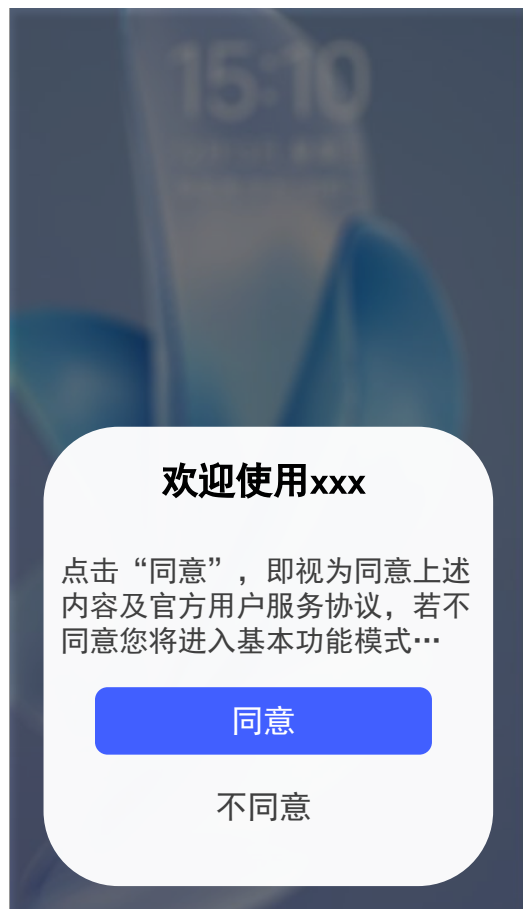 15:10
欢迎使用xxx
点击“同意”，即视为同意上述
内容及官方用户服务协议，若不
同意您将进入基本功能模式…
同意
不同意